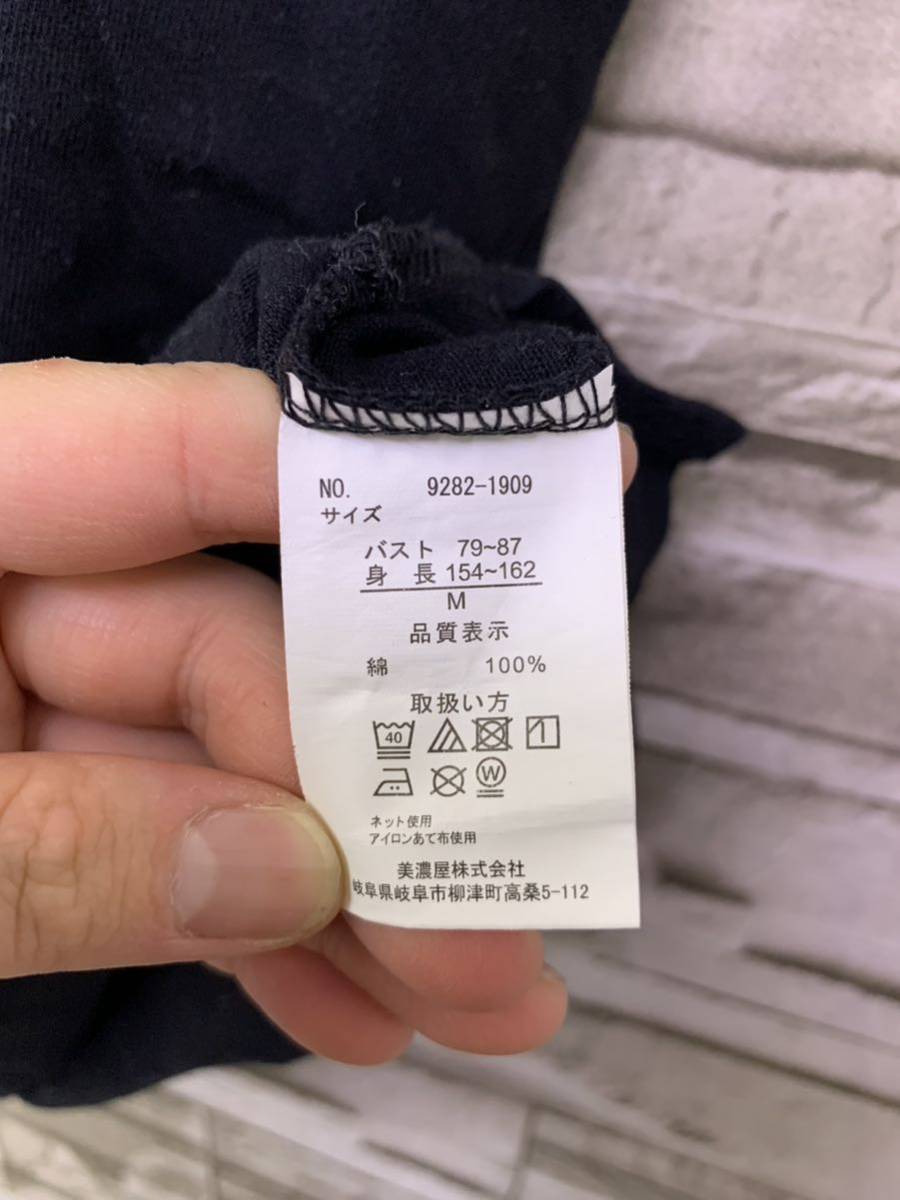 NO. 9282-1909
サイズ
バスト 79~87
身 長 154~162
M
品質表示
綿 100%
取扱い方
40
W
ネット使用
アイロンあて布使用
美濃屋株式会社
岐阜県岐阜市柳津町高桑5-112